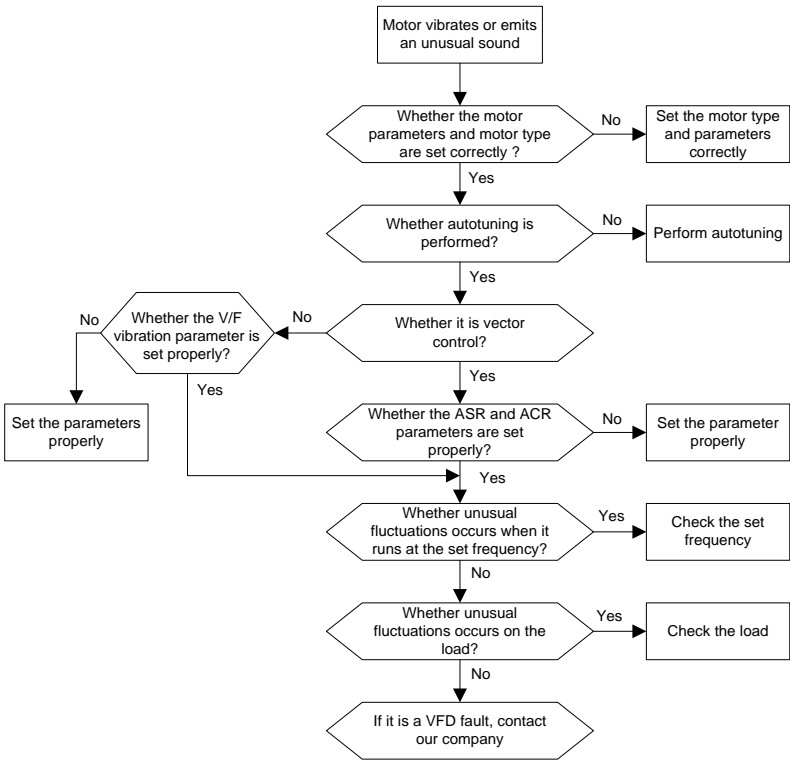 Motor vibrates or emits
an unusual sound
Whether the motor
parameters and motor type
are set correctly ?
No
Set the motor type
and parameters
correctly
Yes
Whether autotuning is
performed?
No
Perform autotuning
Yes
Whether it is vector
control?
No
Whether the V/F
vibration parameter is
set properly?
No
Set the parameters
properly
Yes
Yes
Whether the ASR and ACR
parameters are set
properly?
No
Set the parameter
properly
Yes
Whether unusual
fluctuations occurs when it
runs at the set frequency?
Yes
Check the set
frequency
No
Whether unusual
fluctuations occurs on the
load?
Yes
Check the load
No
If it is a VFD fault, contact
our company